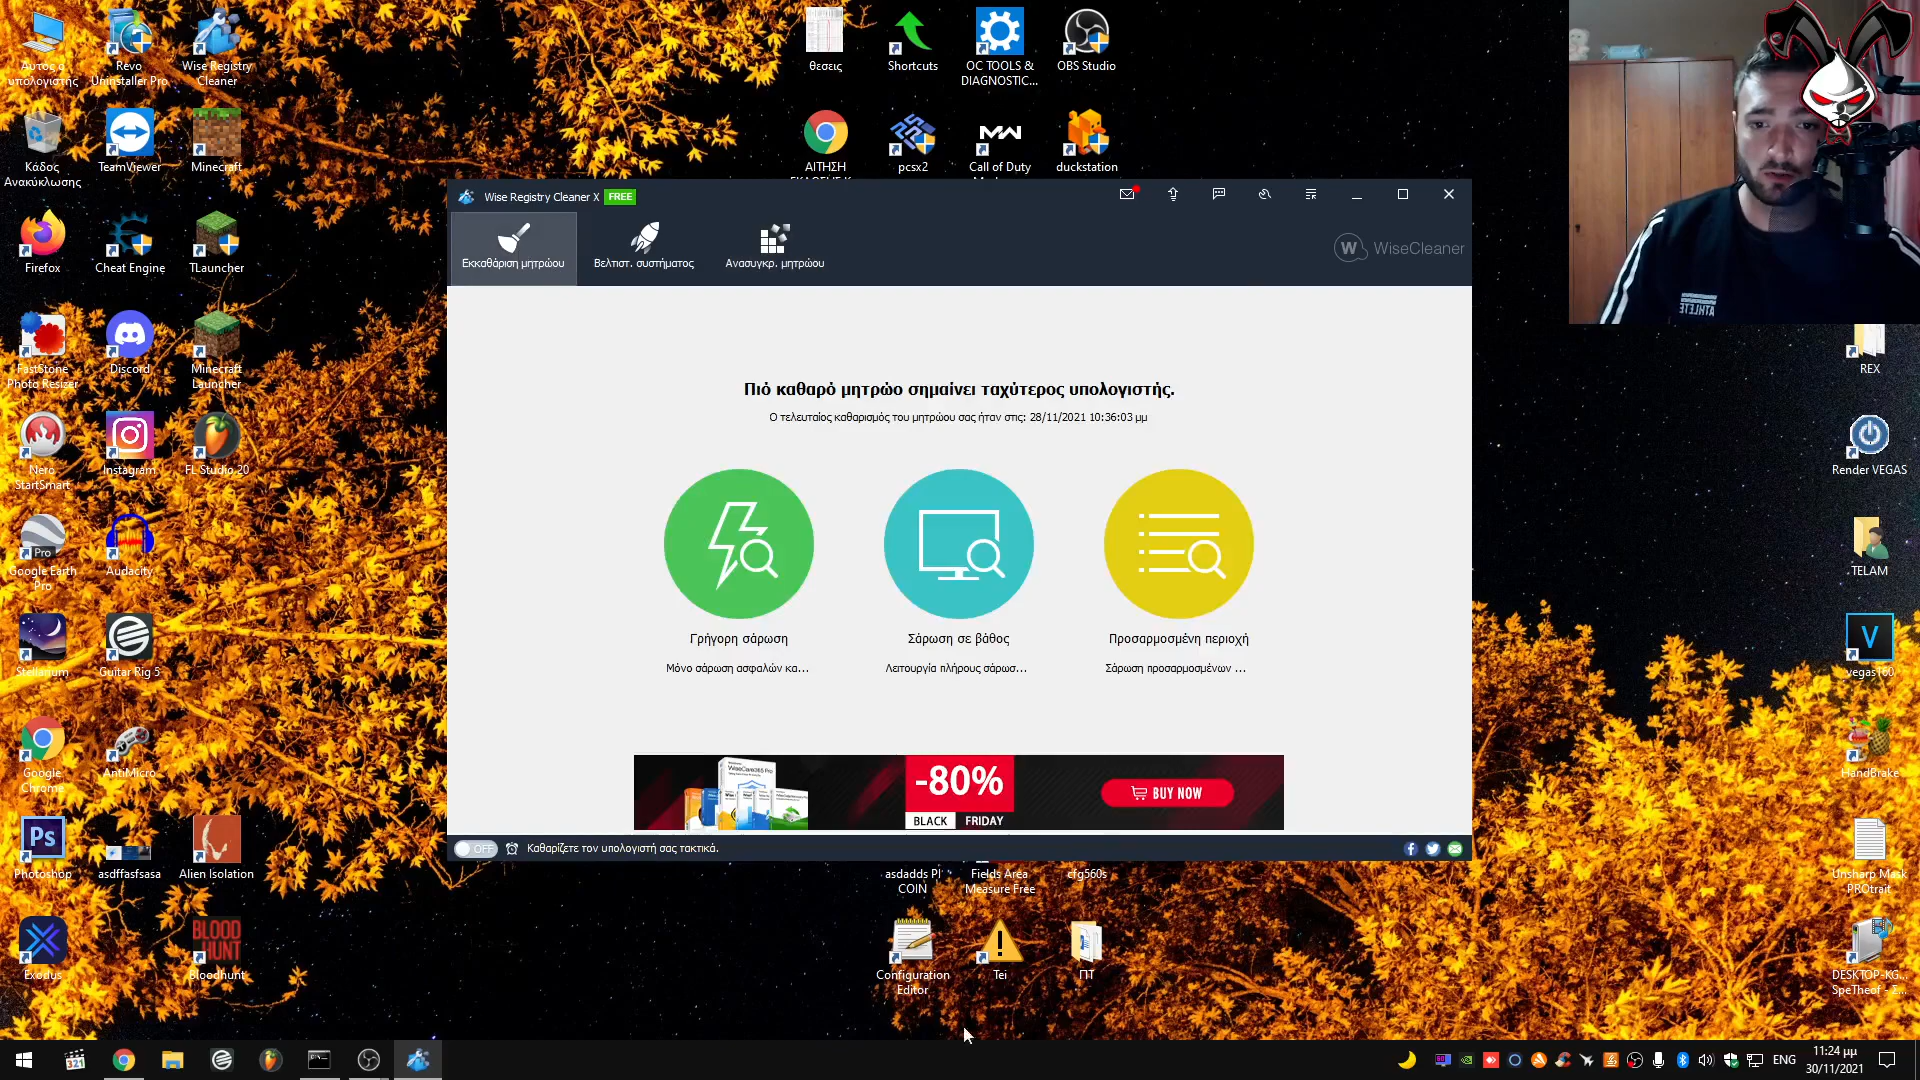 Αυτός ο
υπολογιστής
Revo
Uninstaller Pro
Wise Registry
Cleaner
θεσεις
Shortcuts
OC TOOLS &
DIAGNOSTIC...
OBS Studio
Κάδος
Ανακύκλωσης
TeamViewer
Minecraft
ΑΙΤΗΣΗ
pcsx2
Call of Duty
duckstation
Firefox
Cheat Engine
TLauncher
FastStone
Photo Resizer
Discord
Minecraft
Launcher
Nero
StartSmart
Instagram
FL Studio 20
Google Earth
Pro
Audacity
Stellarium
Guitar Rig 5
Google
Chrome
AntiMicro
Photoshop
asdffasfsasa
Alien Isolation
Exodus
BLOOD
HUNT
Bloodhunt
Wise Registry Cleaner X FREE
Εκκαθάριση μητρώου
Βελτιστ. συστήματος
Ανασυγκρ. μητρώου
W WiseCleaner
Πιό καθαρό μητρώο σημαίνει ταχύτερος υπολογιστής.
Ο τελευταίος καθαρισμός του μητρώου σας ήταν στις: 28/11/2021 10:36:03 μμ
Γρήγορη σάρωση
Σάρωση σε βάθος
Προσαρμοσμένη περιοχή
Μόνο σάρωση ασφαλών κα...
Λειτουργία πλήρους σάρωσ...
Σάρωση προσαρμοσμένων ...
-80%
BLACK FRIDAY
BUY NOW
OFF Καθαρίζετε τον υπολογιστή σας τακτικά.
asdadds PI
COIN
Fields Area
Measure Free
cfg560s
Configuration
Editor
Tei
ΠΤ
ATHLETE
REX
Render VEGAS
TELAM
vegas160
HandBrake
Unsharp Mask
PROtrait
DESKTOP-KG...
SpeTheof - Σ...
ENG
11:24 μμ
30/11/2021